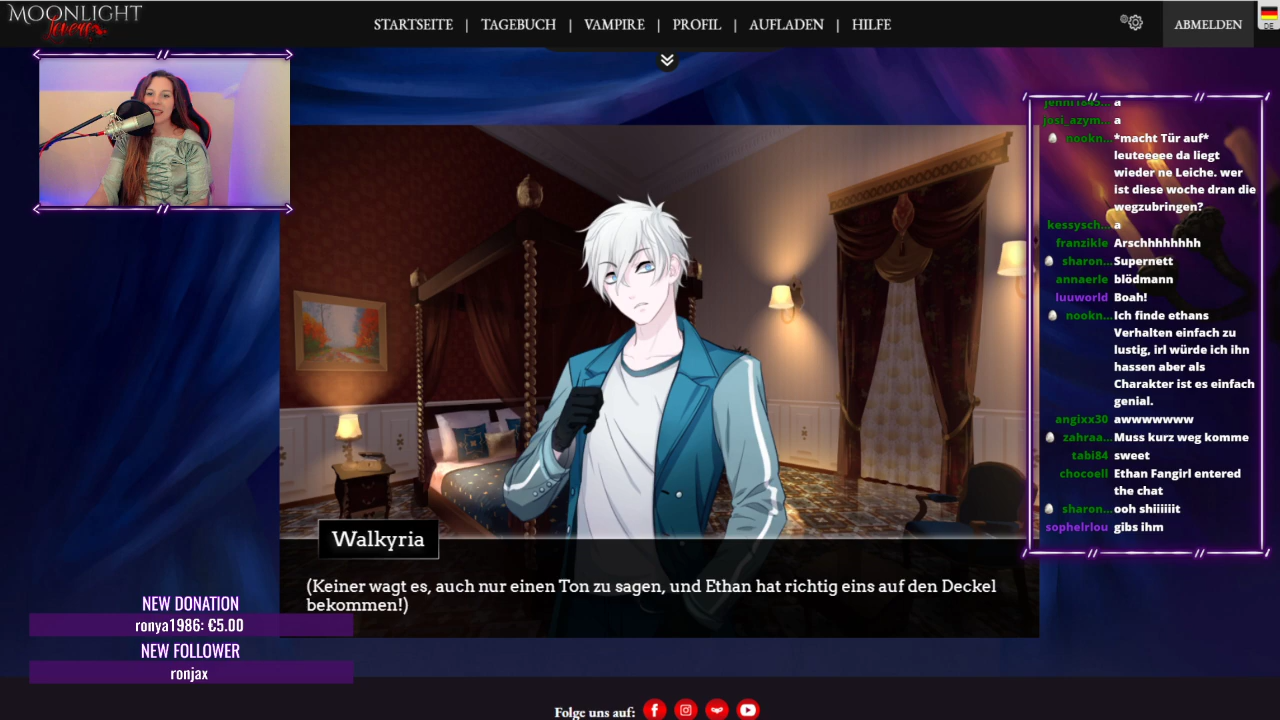 MOONLIGHT
Lovers
STARTSEITE | TAGEBUCH | VAMPIRE | PROFIL | AUFLADEN | HILFE
ABMELDEN
DE
jenni1845... a
josi_azym... a
nookn... *macht Tür auf*
leuteeeee da liegt
wieder ne Leiche. wer
ist diese woche dran die
wegzubringen?
kessysch... a
franzikle Arschhhhhhhh
sharon... Supernett
annaerle blödmann
luuworld Boah!
nookn... Ich finde ethans
Verhalten einfach zu
lustig, irl würde ich ihn
hassen aber als
Charakter ist es einfach
genial.
angixx30 awwwwwww
zahraa... Muss kurz weg komme
tabi84 sweet
chocoell Ethan Fangirl entered
the chat
sharon... ooh shiiiiiit
sophelrlou gibs ihm
Walkyria
(Keiner wagt es, auch nur einen Ton zu sagen, und Ethan hat richtig eins auf den Deckel
bekommen!)
NEW DONATION
ronya1986: €5.00
NEW FOLLOWER
ronjax
Folge uns auf: